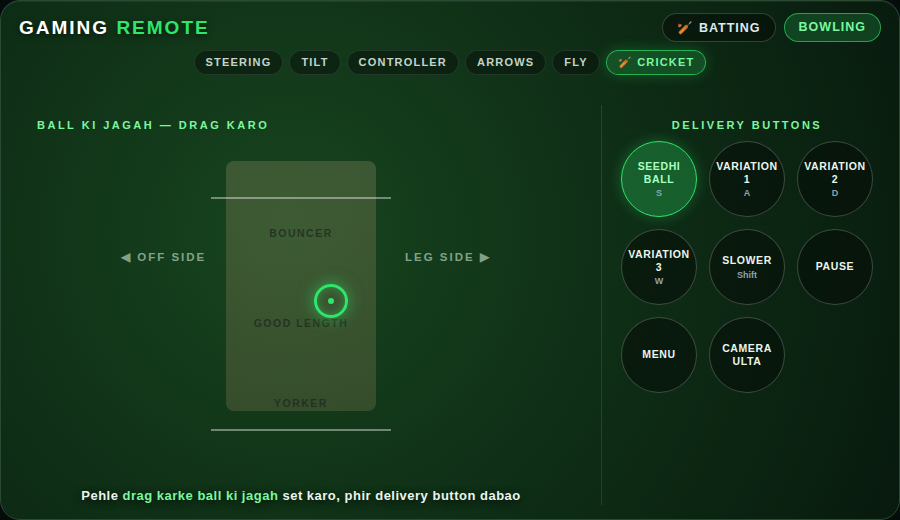 GAMING REMOTE
BATTING
BOWLING
STEERING
TILT
CONTROLLER
ARROWS
FLY
CRICKET
BALL KI JAGAH — DRAG KARO
BOUNCER
◀ OFF SIDE
LEG SIDE ▶
GOOD LENGTH
YORKER
Pehle drag karke ball ki jagah set karo, phir delivery button dabao
DELIVERY BUTTONS
SEEDHI
BALL
S
VARIATION
1
A
VARIATION
2
D
VARIATION
3
W
SLOWER
Shift
PAUSE
MENU
CAMERA
ULTA